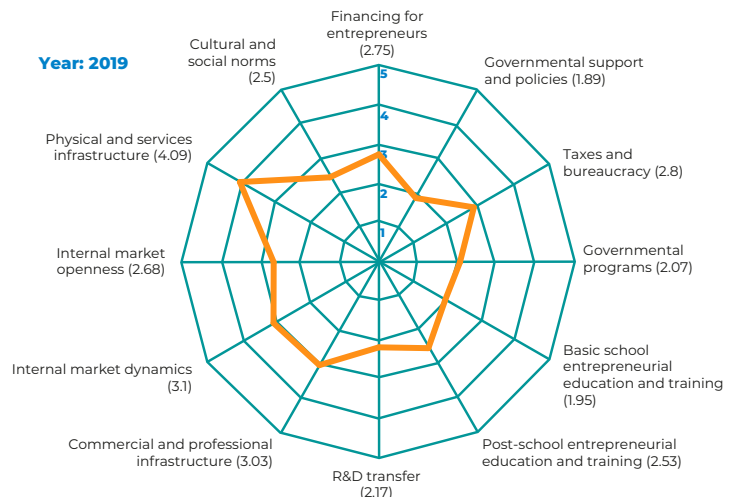 Year: 2019
Financing for
entrepreneurs
(2.75)
Governmental support
and policies (1.89)
Taxes and
bureaucracy (2.8)
Governmental
programs (2.07)
Basic school
entrepreneurial
education and training
(1.95)
Post-school entrepreneurial
education and training (2.53)
R&D transfer
(2.17)
Commercial and professional
infrastructure (3.03)
Internal market dynamics
(3.1)
Internal market
openness (2.68)
Physical and services
infrastructure (4.09)
Cultural and
social norms
(2.5)
5
4
3
2
1